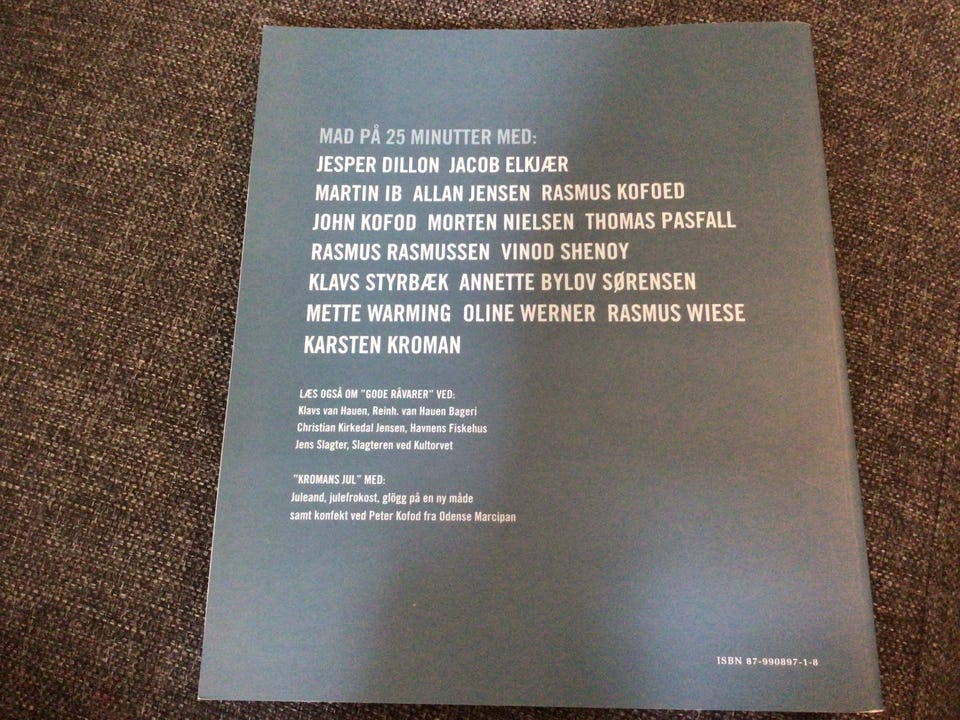 MAD PÅ 25 MINUTTER MED:
JESPER DILLON JACOB ELKJÆR
MARTIN IB ALLAN JENSEN RASMUS KOFOED
JOHN KOFOD MORTEN NIELSEN THOMAS PASFALL
RASMUS RASMUSSEN VINOD SHENOY
KLAVS STYRBÆK ANNETTE BYLOV SØRENSEN
METTE WARMING OLINE WERNER RASMUS WIESE
KARSTEN KROMAN
LÆS OGSÅ OM "GODE RÅVARER" VED:
Klavs van Hauen, Reinh. van Hauen Bageri
Christian Kirkedal Jensen, Havnens Fiskehus
Jens Slagter, Slagteren ved Kultorvet
"KROMANS JUL" MED:
Juleand, julefrokost, glögg på en ny måde
samt konfekt ved Peter Kofod fra Odense Marcipan
ISBN 87-990897-1-8